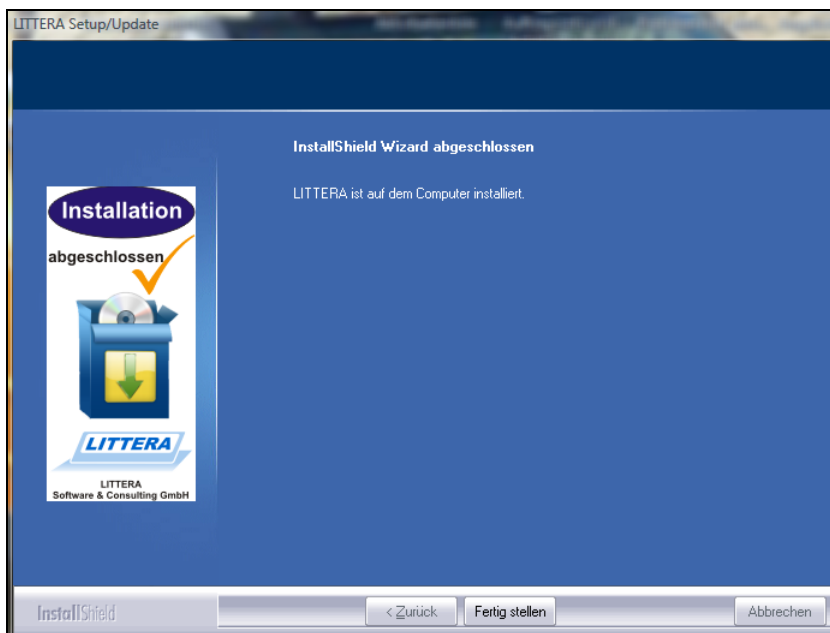 LITTERA Setup/Update
InstallShield Wizard abgeschlossen
LITTERA ist auf dem Computer installiert.
Installation
abgeschlossen
LITTERA
LITTERA
Software & Consulting GmbH
InstallShield
< Zurück
Fertig stellen
Abbrechen